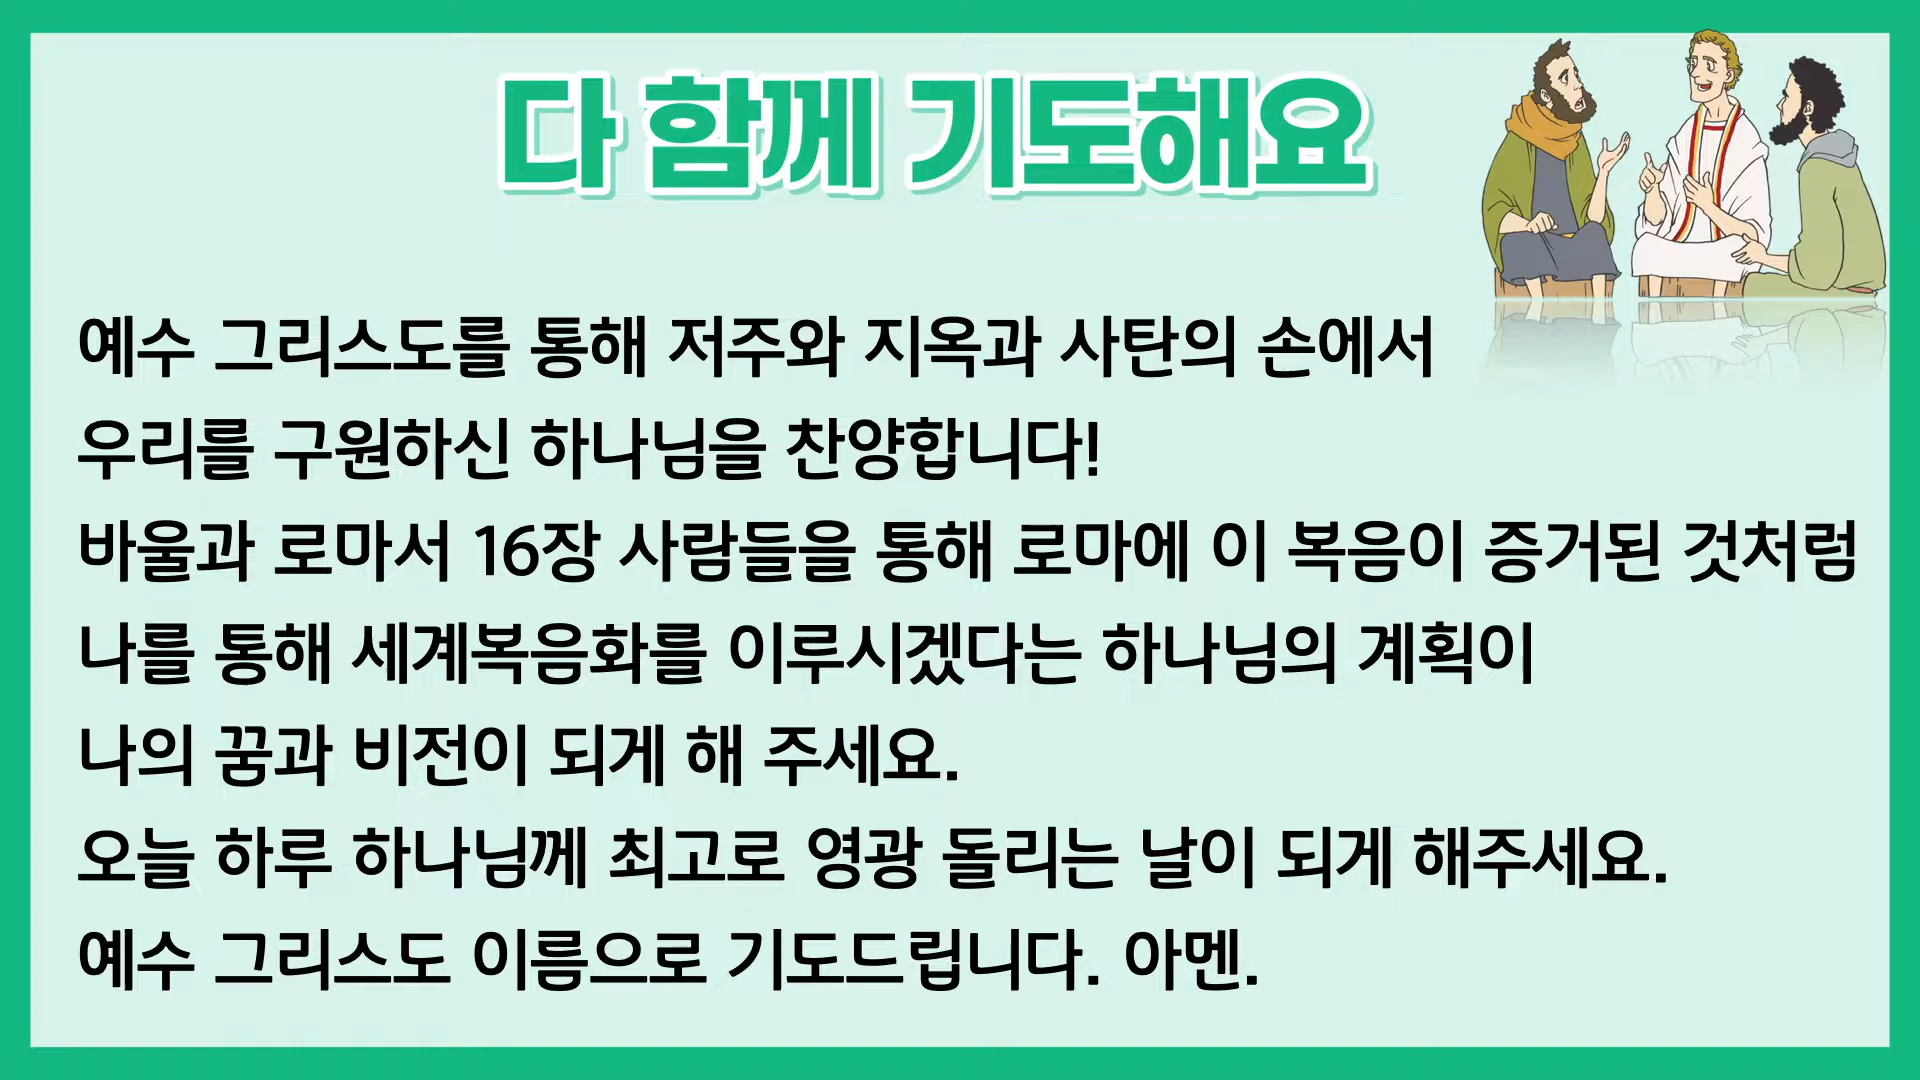 다 함께 기도해요
예수 그리스도를 통해 저주와 지옥과 사탄의 손에서
우리를 구원하신 하나님을 찬양합니다!
바울과 로마서 16장 사람들을 통해 로마에 이 복음이 증거된 것처럼
나를 통해 세계복음화를 이루시겠다는 하나님의 계획이
나의 꿈과 비전이 되게 해 주세요.
오늘 하루 하나님께 최고로 영광 돌리는 날이 되게 해주세요.
예수 그리스도 이름으로 기도드립니다. 아멘.